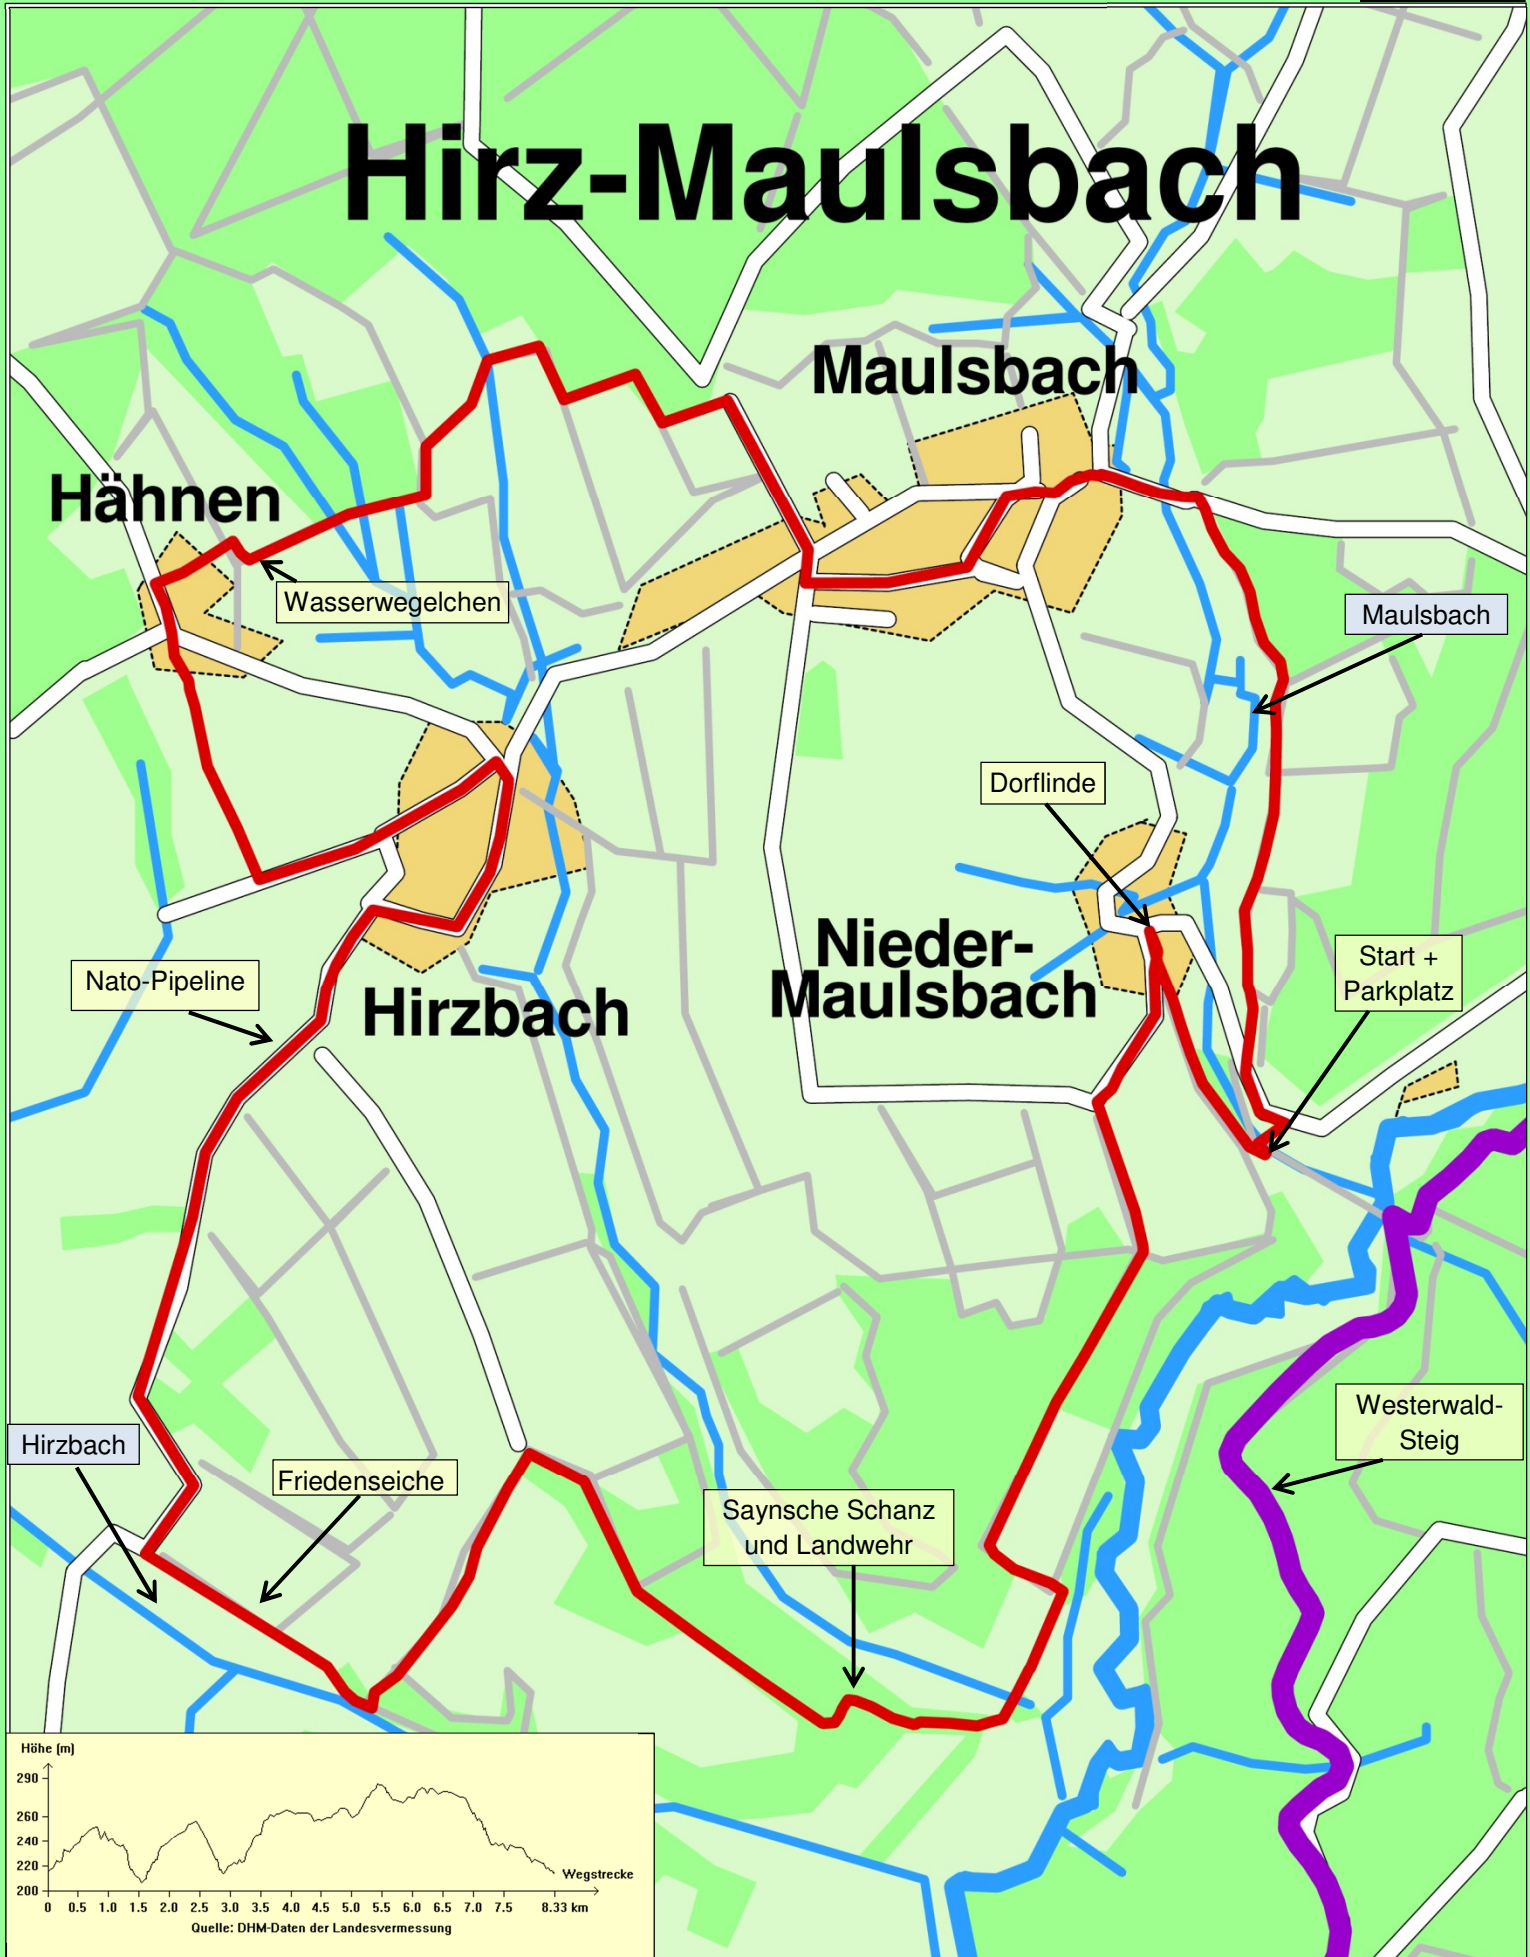 Hirz-Maulsbach
Maulsbach
Hähnen
Wasserwegelchen
Maulsbach
Dorflinde
Nieder-
Maulsbach
Start +
Parkplatz
Nato-Pipeline
Hirzbach
Westerwald-
Steig
Hirzbach
Friedenseiche
Saynsche Schanz
und Landwehr
Höhe (m)
290
260
240
220
200
Wegstrecke
0 0.5 1.0 1.5 2.0 2.5 3.0 3.5 4.0 4.5 5.0 5.5 6.0 6.5 7.0 7.5 8.33 km
Quelle: DHM-Daten der Landesvermessung